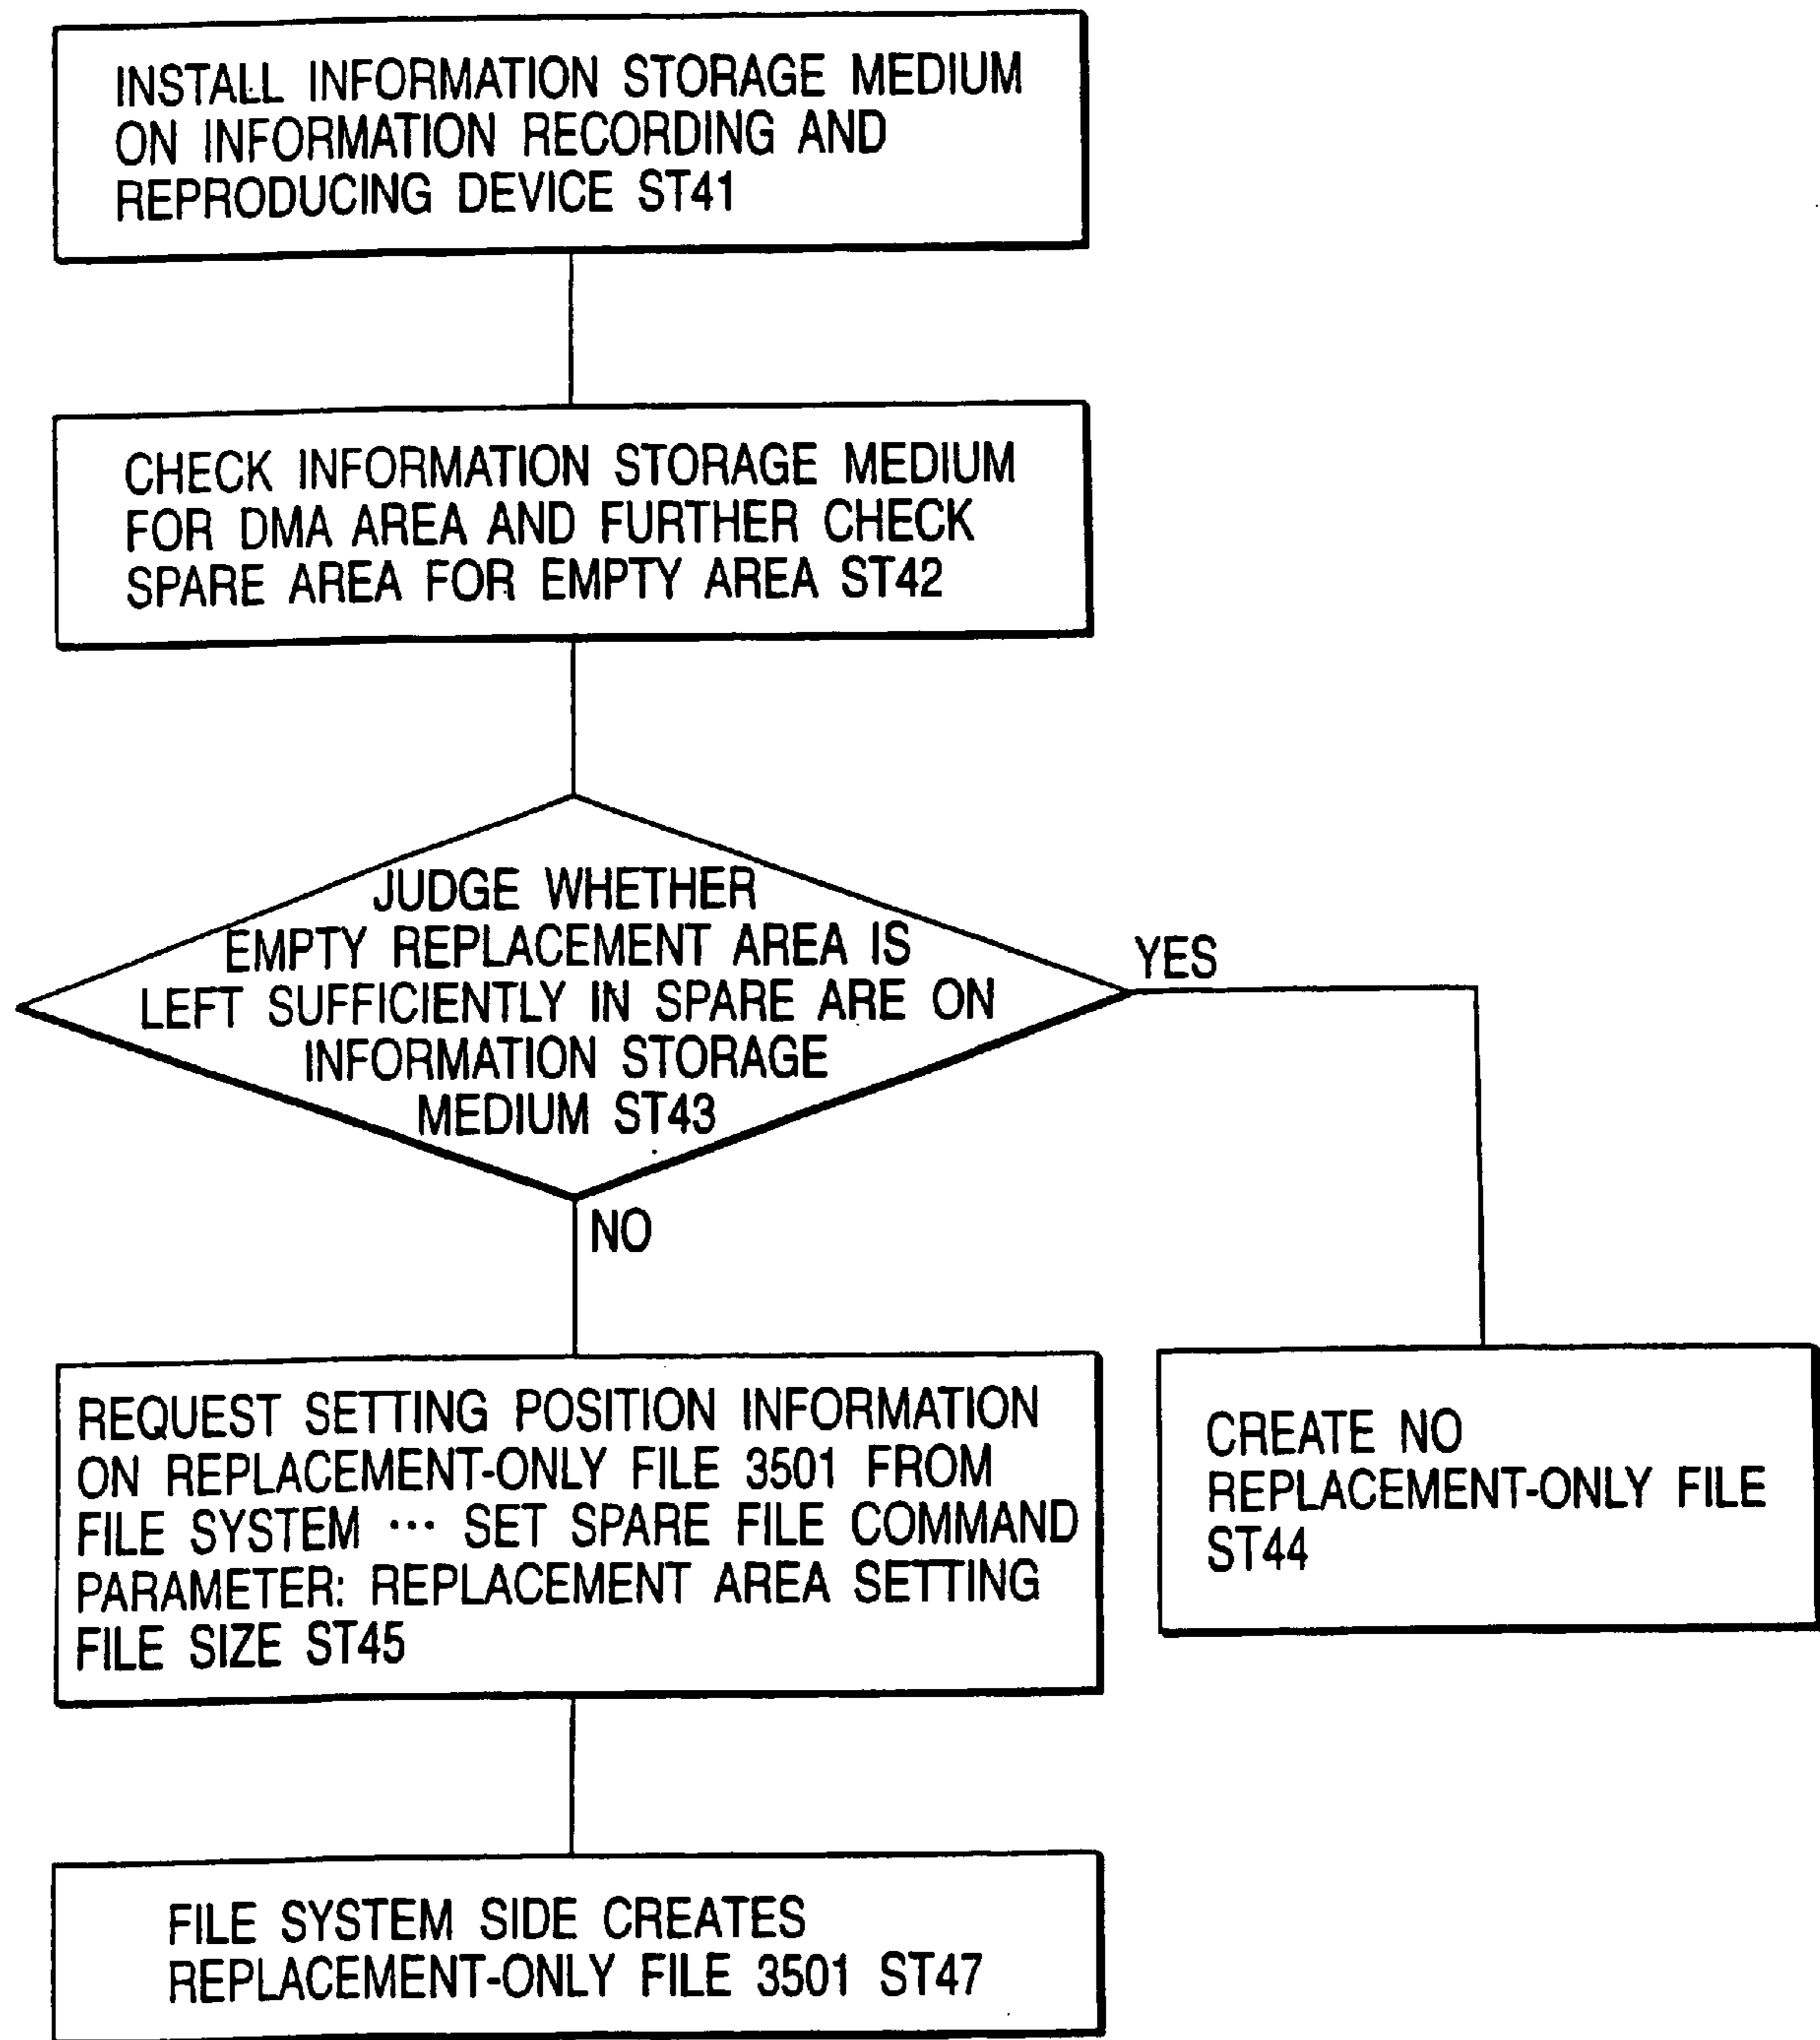 INSTALL INFORMATION STORAGE MEDIUM
ON INFORMATION RECORDING AND
REPRODUCING DEVICE ST41
CHECK INFORMATION STORAGE MEDIUM
FOR DMA AREA AND FURTHER CHECK
SPARE AREA FOR EMPTY AREA ST42
JUDGE WHETHER
EMPTY REPLACEMENT AREA IS
LEFT SUFFICIENTLY IN SPARE ARE ON
INFORMATION STORAGE
MEDIUM ST43
YES
NO
REQUEST SETTING POSITION INFORMATION
ON REPLACEMENT-ONLY FILE 3501 FROM
FILE SYSTEM ··· SET SPARE FILE COMMAND
PARAMETER: REPLACEMENT AREA SETTING
FILE SIZE ST45
CREATE NO
REPLACEMENT-ONLY FILE
ST44
FILE SYSTEM SIDE CREATES
REPLACEMENT-ONLY FILE 3501 ST47